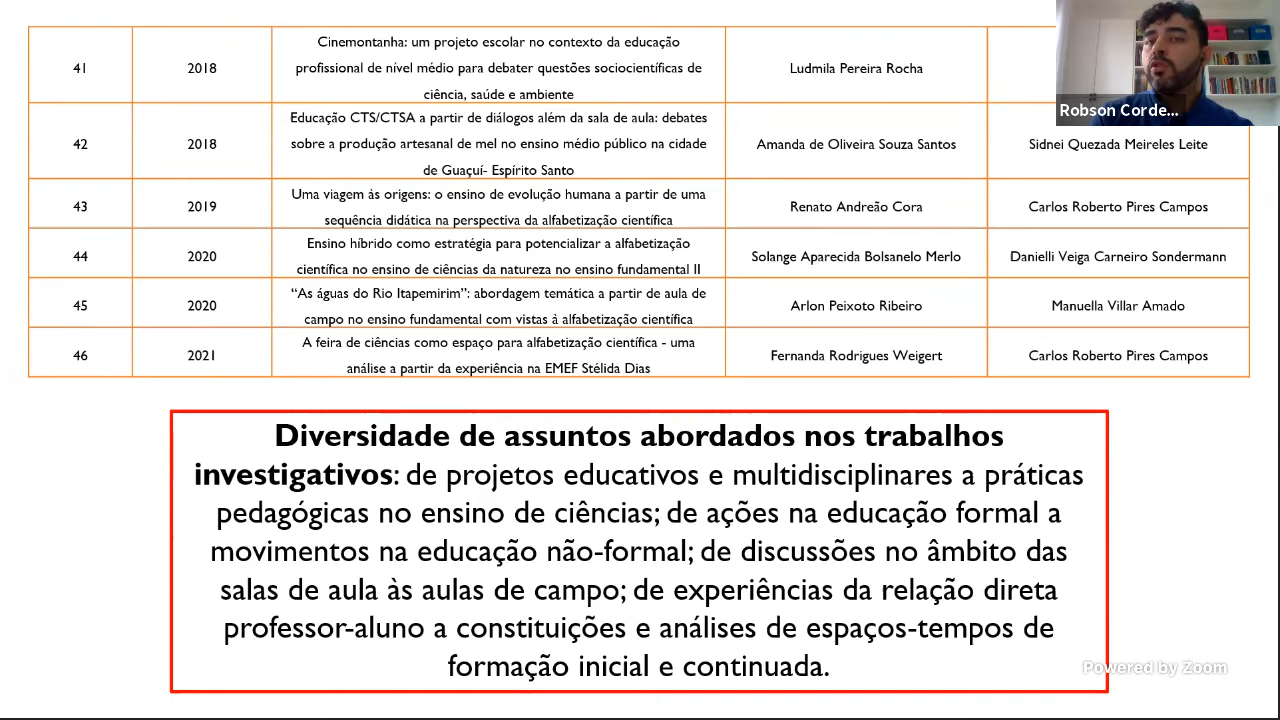 41
2018
Cinemontanha: um projeto escolar no contexto da educação
profissional de nível médio para debater questões sociocientíficas de
ciência, saúde e ambiente
Ludmila Pereira Rocha
Robson Corde...
42
2018
Educação CTS/CTSA a partir de diálogos além da sala de aula: debates
sobre a produção artesanal de mel no ensino médio público na cidade
de Guaçuí- Espírito Santo
Amanda de Oliveira Souza Santos
Sidnei Quezada Meireles Leite
43
2019
Uma viagem às origens: o ensino de evolução humana a partir de uma
sequência didática na perspectiva da alfabetização científica
Renato Andreão Cora
Carlos Roberto Pires Campos
44
2020
Ensino híbrido como estratégia para potencializar a alfabetização
científica no ensino de ciências da natureza no ensino fundamental II
Solange Aparecida Bolsanelo Merlo
Danielli Veiga Carneiro Sondermann
45
2020
“As águas do Rio Itapemirim”: abordagem temática a partir de aula de
campo no ensino fundamental com vistas à alfabetização científica
Arlon Peixoto Ribeiro
Manuella Villar Amado
46
2021
A feira de ciências como espaço para alfabetização científica - uma
análise a partir da experiência na EMEF Stélida Dias
Fernanda Rodrigues Weigert
Carlos Roberto Pires Campos
Diversidade de assuntos abordados nos trabalhos
investigativos: de projetos educativos e multidisciplinares a práticas
pedagógicas no ensino de ciências; de ações na educação formal a
movimentos na educação não-formal; de discussões no âmbito das
salas de aula às aulas de campo; de experiências da relação direta
professor-aluno a constituições e análises de espaços-tempos de
formação inicial e continuada.
Powered by Zoom